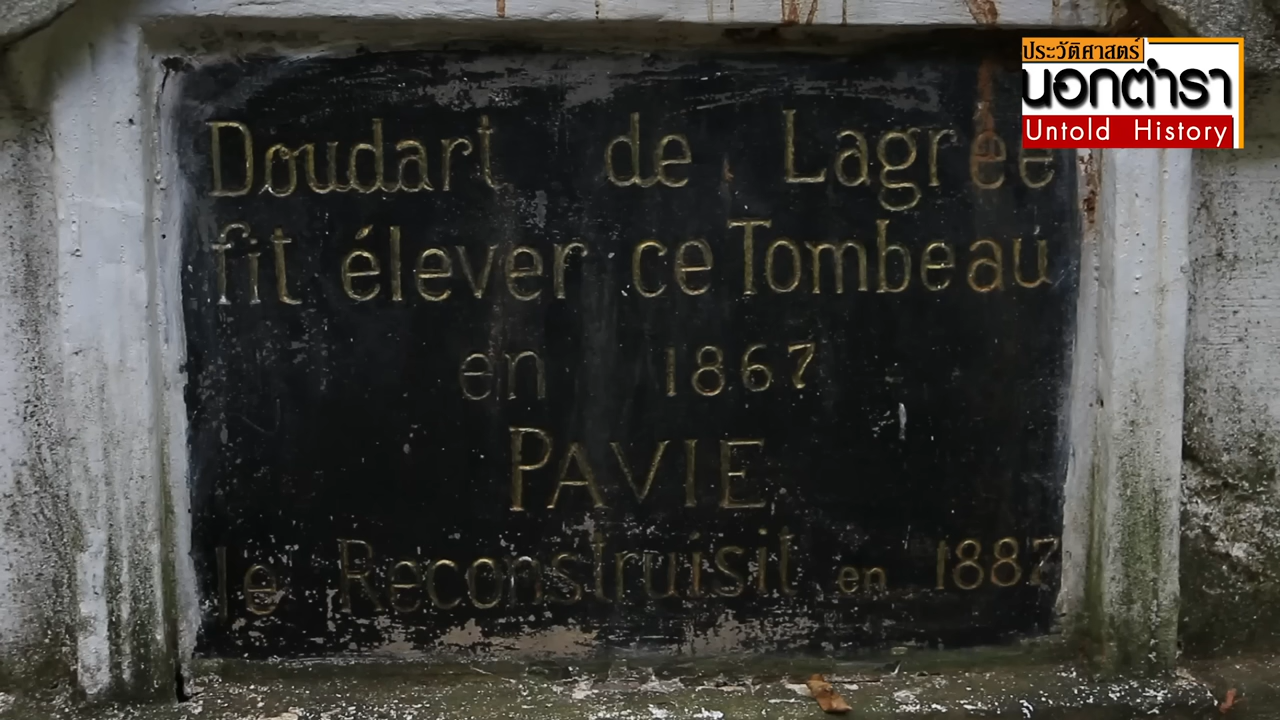 ประวัติศาสตร์
นอกตำรา
Untold History
Doudart de Lagrée
fit élever ce Tombeau
en 1867
PAVIE
le Reconstruisit en 1887